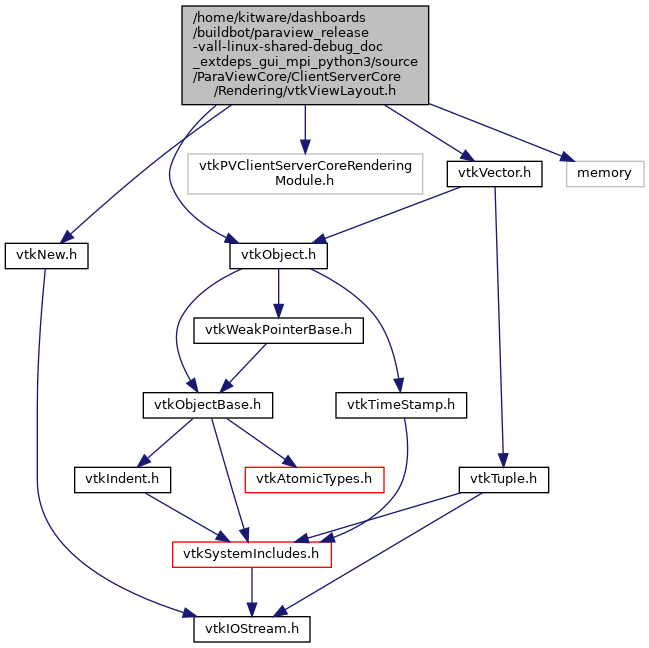 /home/kitware/dashboards
/buildbot/paraview_release
-vall-linux-shared-debug_doc
_extdeps_gui_mpi_python3/source
/ParaViewCore/ClientServerCore
/Rendering/vtkViewLayout.h
vtkPVClientServerCoreRendering
Module.h
vtkVector.h
memory
vtkNew.h
vtkObject.h
vtkWeakPointerBase.h
vtkObjectBase.h
vtkTimeStamp.h
vtkIndent.h
vtkAtomicTypes.h
vtkTuple.h
vtkSystemIncludes.h
vtkIOStream.h